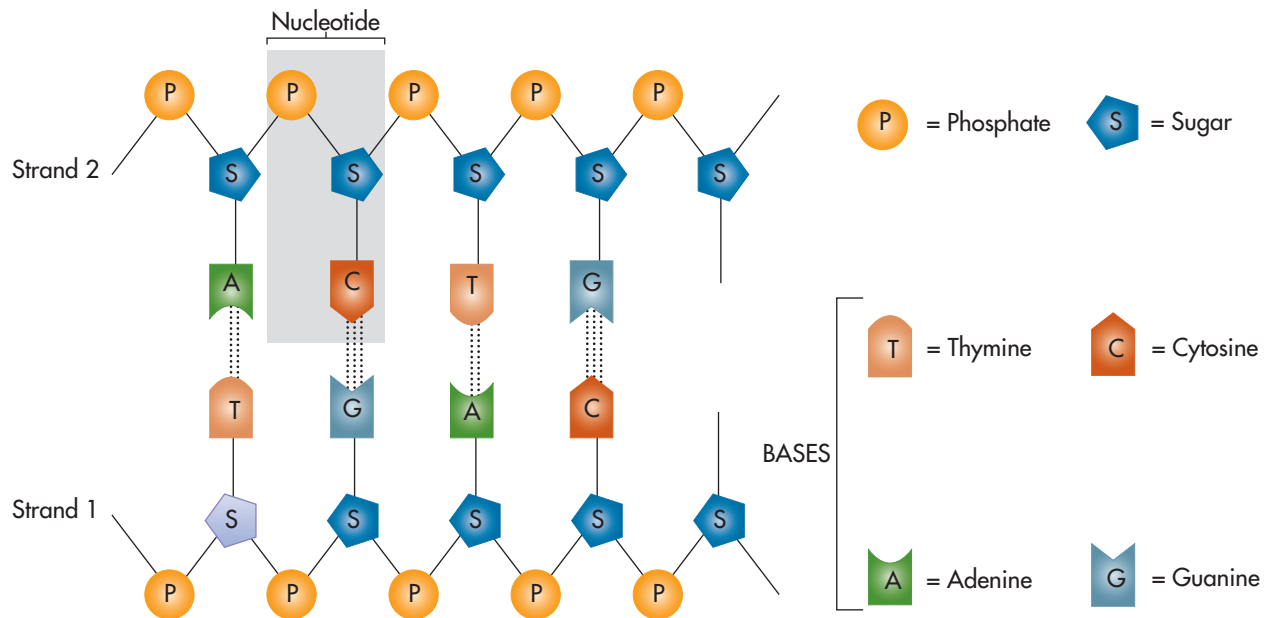 Nucleotide
P P P P P
P = Phosphate
S = Sugar
Strand 2
S S S S S
A C T G
T = Thymine
C = Cytosine
T G A C
BASES
Strand 1
S S S S S
P P P P P
A = Adenine
G = Guanine